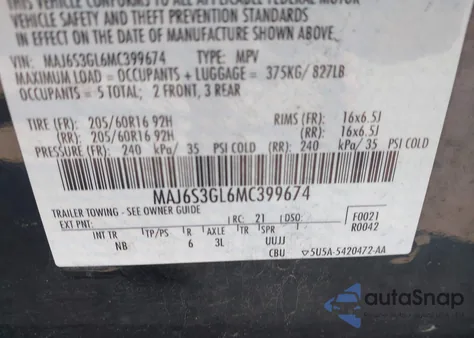 VEHICLE SAFETY AND THEFT PREVENTION STANDARDS
IN EFFECT ON THE DATE OF MANUFACTURE SHOWN ABOVE.
VIN: MAJ6S3GL6MC399674 TYPE: MPV
MAXIMUM LOAD = OCCUPANTS + LUGGAGE = 375KG/ 827LB
OCCUPANTS = 5 TOTAL; 2 FRONT, 3 REAR
TIRE (FR): 205/60R16 92H RIMS (FR): 16x6.5J
(RR): 205/60R16 92H (RR): 16x6.5J
PRESSURE (FR): 240 kPa/ 35 PSI COLD (RR): 240 kPa/ 35 PSI COLD
MAJ6S3GL6MC399674
TRAILER TOWING - SEE OWNER GUIDE
EXT PNT: RC: 21 DSO: F0021
R0042
INT TR TP/PS R AXLE TR SPR
NB 6 3L UUJJ
CBU 5U5A-5420472-AA
autoSnap